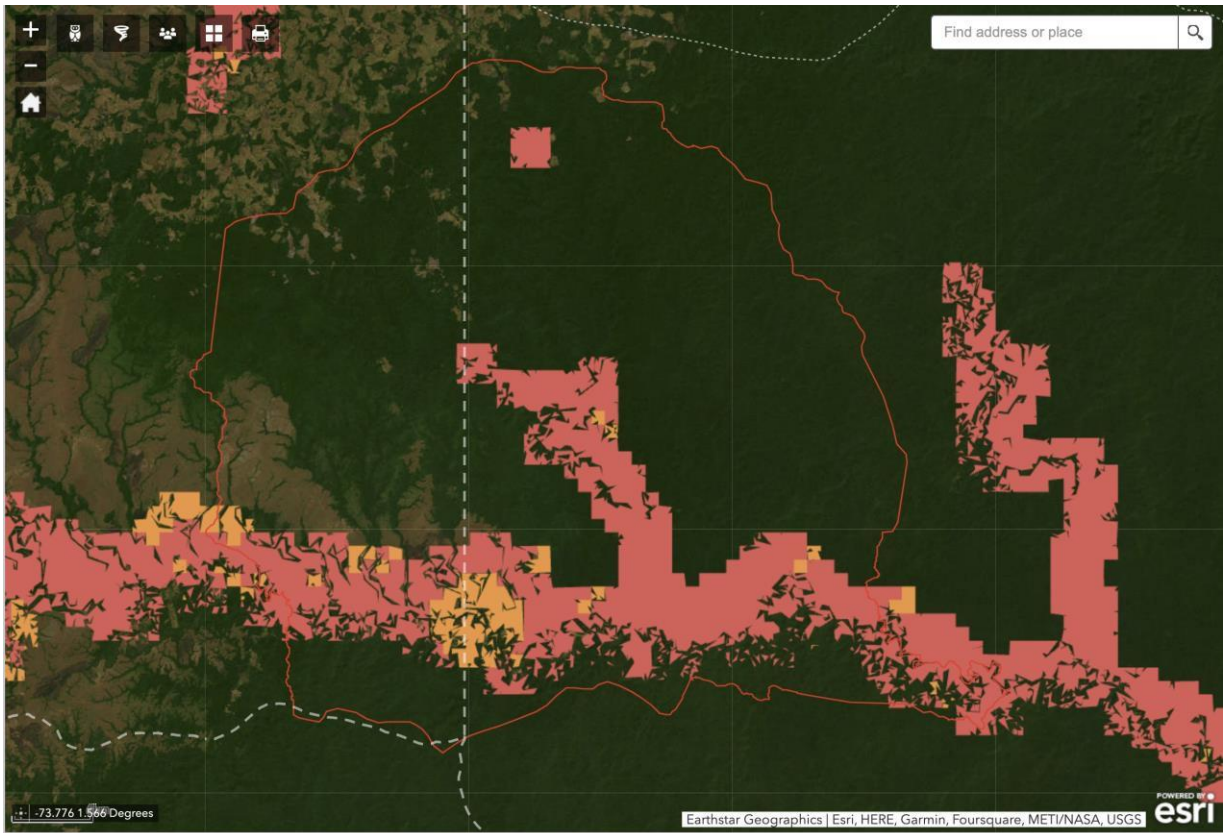 Find address or place
-73.776 1.566 Degrees
Earthstar Geographics | Esri, HERE, Garmin, Foursquare, METI/NASA, USGS
POWERED BY
esri